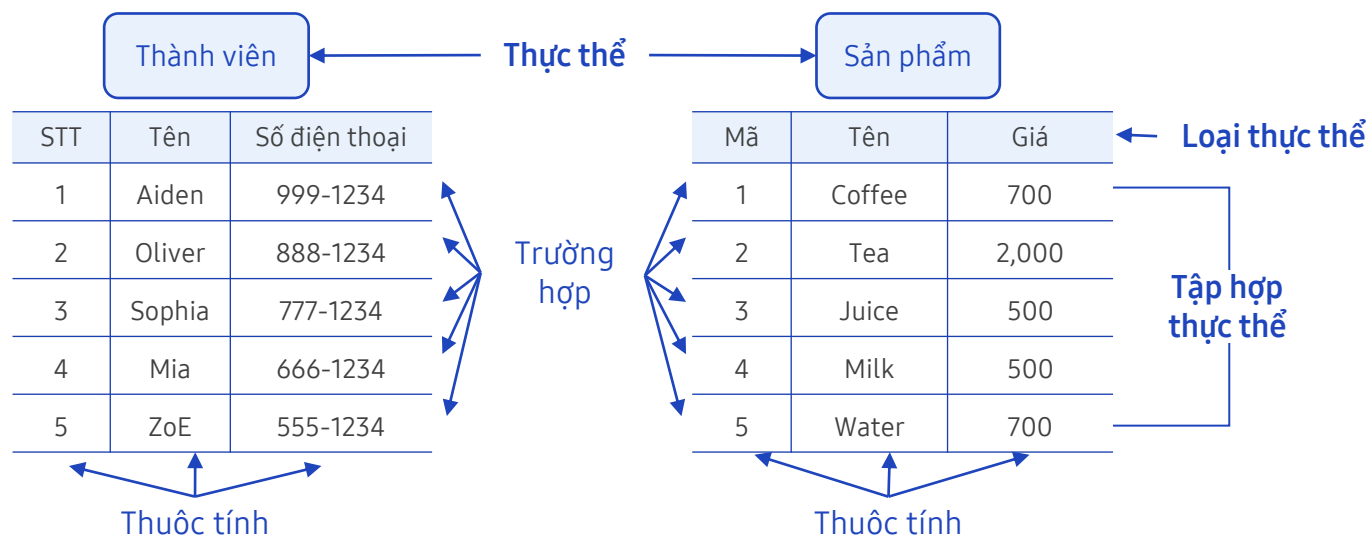 Thành viên
Thực thể
Sản phẩm
STT Tên Số điện thoại
1 Aiden 999-1234
2 Oliver 888-1234
3 Sophia 777-1234
4 Mia 666-1234
5 ZoE 555-1234
Trường
hợp
Thuôc tính
Mã Tên Giá
1 Coffee 700
2 Tea 2,000
3 Juice 500
4 Milk 500
5 Water 700
Loại thực thể
Tập hợp
thực thể
Thuôc tính